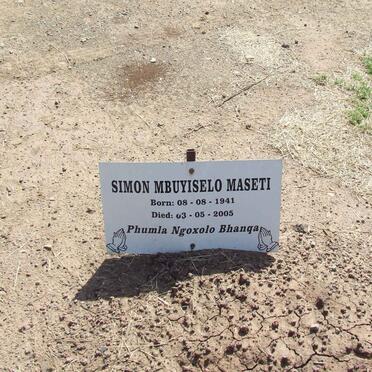 SIMON MBUYISELO MASETI
Born: 08 - 08 - 1941
Died: 03 - 05 - 2005
Phumla Ngoxolo Bhanqa